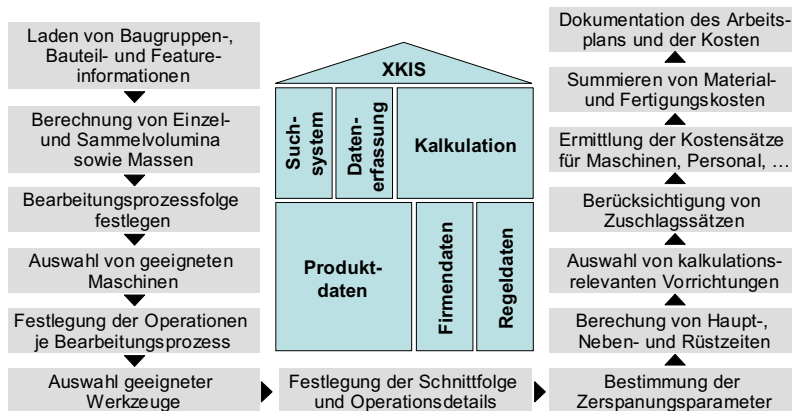 Laden von Baugruppen-,
Bauteil- und Feature-
informationen
Berechnung von Einzel-
und Sammelvolumina
sowie Massen
Bearbeitungsprozessfolge
festlegen
Auswahl von geeigneten
Maschinen
Festlegung der Operationen
je Bearbeitungsprozess
Auswahl geeigneter
Werkzeuge
XKIS
Such-
system
Daten-
erfassung
Kalkulation
Produkt-
daten
Firmendaten
Regeldaten
Festlegung der Schnittfolge
und Operationsdetails
Dokumentation des Arbeits-
plans und der Kosten
Summieren von Material-
und Fertigungskosten
Ermittlung der Kostensätze
für Maschinen, Personal, …
Berücksichtigung von
Zuschlagssätzen
Auswahl von kalkulations-
relevanten Vorrichtungen
Berechung von Haupt-,
Neben- und Rüstzeiten
Bestimmung der
Zerspanungsparameter